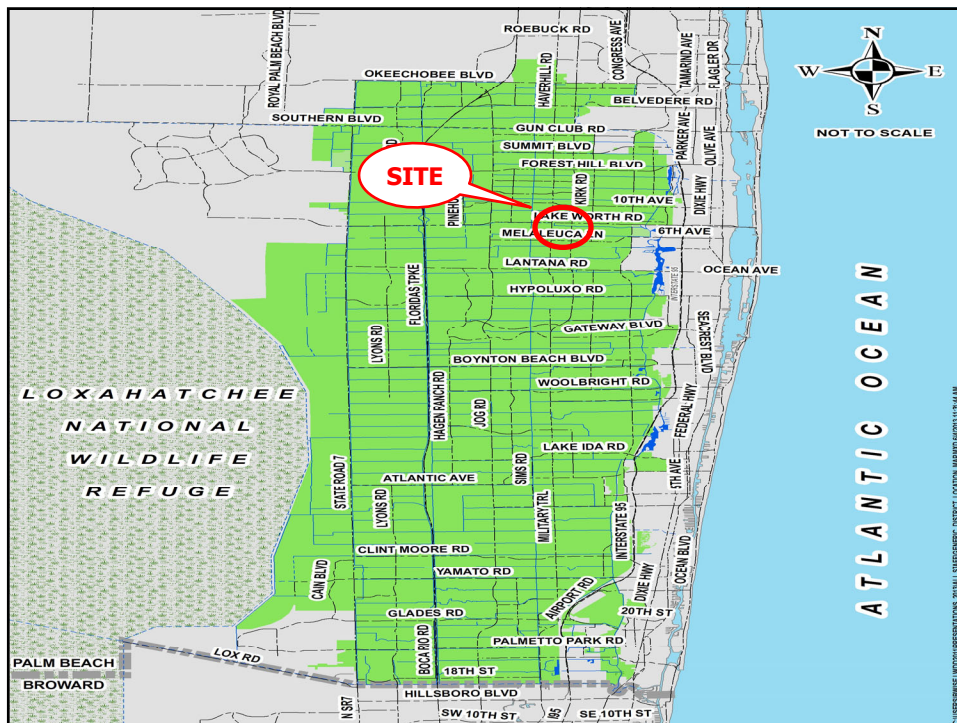 ROEBUCK RD
ROYAL PALM BEACH BLVD
HAVERHILL RD
CONGRESS AVE
TAMARIND AVE
FLAGLER DR
N
W
E
S
NOT TO SCALE
OKEECHOBEE BLVD
BELVEDERE RD
SOUTHERN BLVD
GUN CLUB RD
SUMMIT BLVD
PARKER AVE
OLIVE AVE
FOREST HILL BLVD
SITE
KIRK RD
10TH AVE
DIXIE HWY
LAKE WORTH RD
MELALEUCA LN
6TH AVE
LANTANA RD
OCEAN AVE
INTERSTATE 95
FLORIDAS TPKE
HYPOLUXO RD
GATEWAY BLVD
SEACREST BLVD
LYONS RD
BOYNTON BEACH BLVD
WOOLBRIGHT RD
HAGEN RANCH RD
JOG RD
FEDERAL HWY
LOXAHATCHEE
NATIONAL
WILDLIFE
REFUGE
ATLANTIC OCEAN
LAKE IDA RD
STATE ROAD 7
ATLANTIC AVE
SIMS RD
LYONS RD
MILITARY TRL
INTERSTATE 95
CLINT MOORE RD
CAIN BLVD
YAMATO RD
AIRPORT RD
DIXIE HWY
OCEAN BLVD
GLADES RD
20TH ST
BOCA RIO RD
PALMETTO PARK RD
LOX RD
PALM BEACH
BROWARD
18TH ST
HILLSBORO BLVD
N SR7
SW 10TH ST
I95
SE 10TH ST